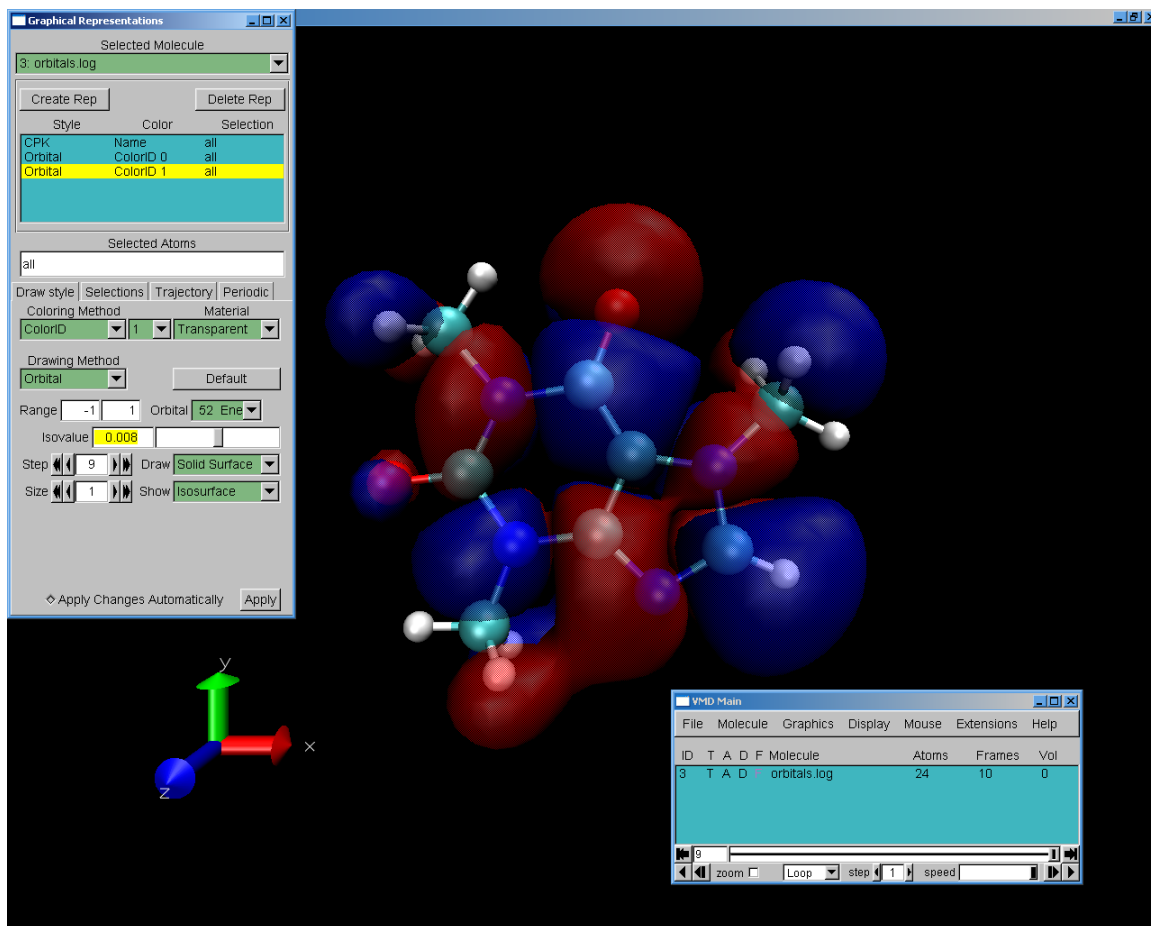 Graphical Representations
Selected Molecule
3: orbitals.log
Create Rep Delete Rep
Style Color Selection
CPK Name all
Orbital ColorID 0 all
Orbital ColorID 1 all
Selected Atoms
all
Draw style Selections Trajectory Periodic
Coloring Method Material
ColorID 1 Transparent
Drawing Method
Orbital Default
Range -1 1 Orbital 52 Ene
Isovalue 0.008
Step 9 Draw Solid Surface
Size 1 Show Isosurface
Apply Changes Automatically Apply
y
x
z
VMD Main
File Molecule Graphics Display Mouse Extensions Help
ID T A D F Molecule Atoms Frames Vol
3 T A D F orbitals.log 24 10 0
9
zoom Loop step 1 speed